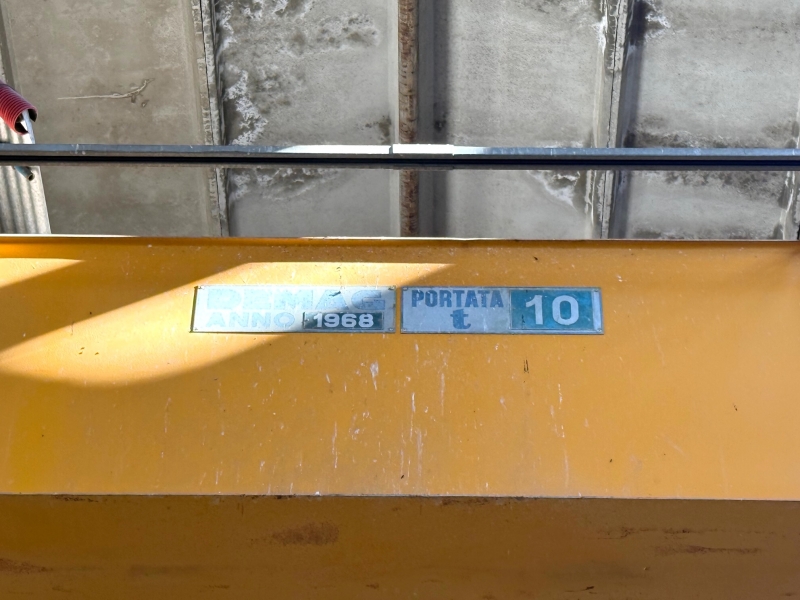 DEMAG
ANNO 1968
PORTATA
t 10